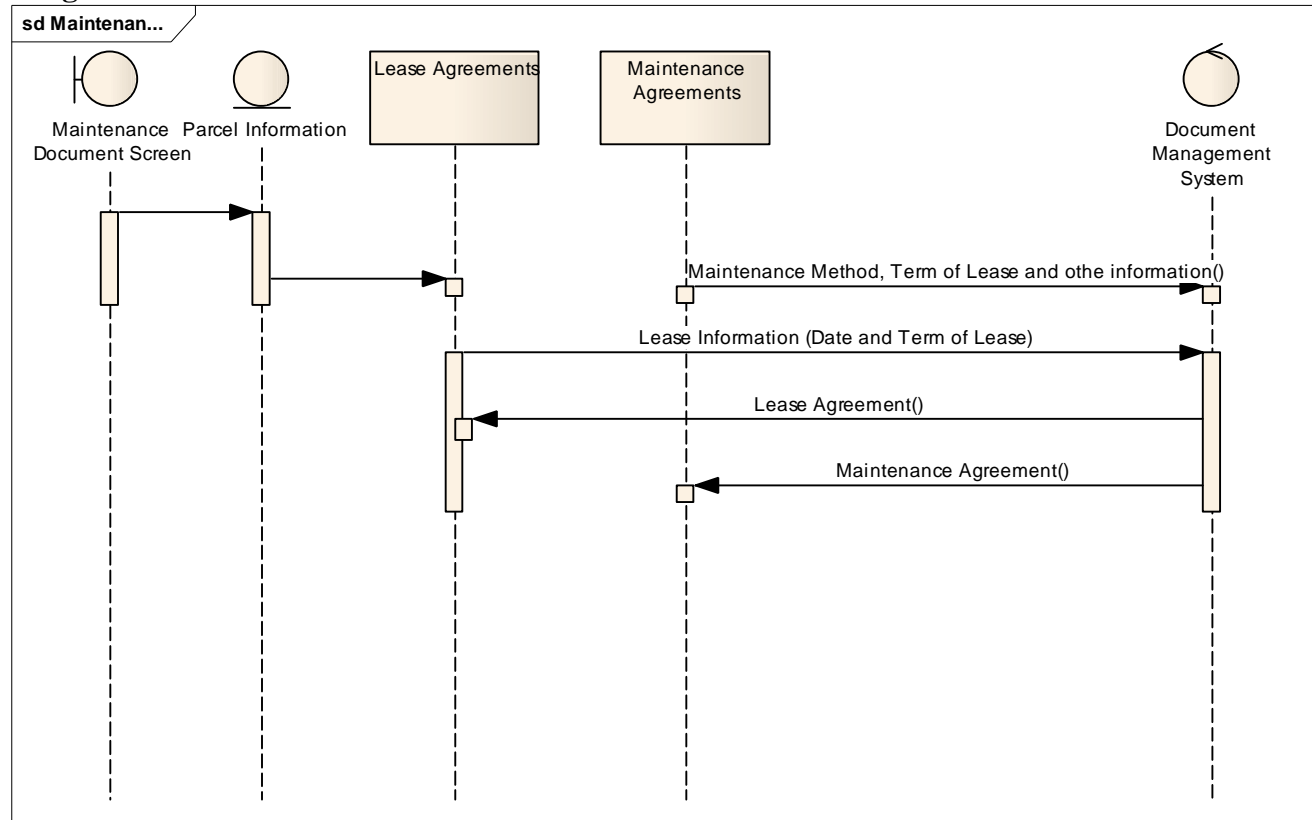 sd Maintenan...
Maintenance
Document Screen
Parcel Information
Lease Agreements
Maintenance
Agreements
Document
Management
System
Maintenance Method, Term of Lease and othe information()
Lease Information (Date and Term of Lease)
Lease Agreement()
Maintenance Agreement()